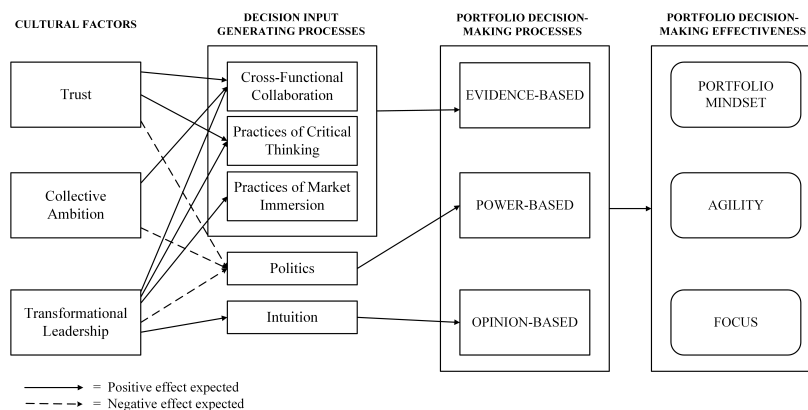 CULTURAL FACTORS
DECISION INPUT
GENERATING PROCESSES
PORTFOLIO DECISION-
MAKING PROCESSES
PORTFOLIO DECISION-
MAKING EFFECTIVENESS
Trust
Collective
Ambition
Transformational
Leadership
Cross-Functional
Collaboration
Practices of Critical
Thinking
Practices of Market
Immersion
Politics
Intuition
EVIDENCE-BASED
POWER-BASED
OPINION-BASED
PORTFOLIO
MINDSET
AGILITY
FOCUS
= Positive effect expected
= Negative effect expected